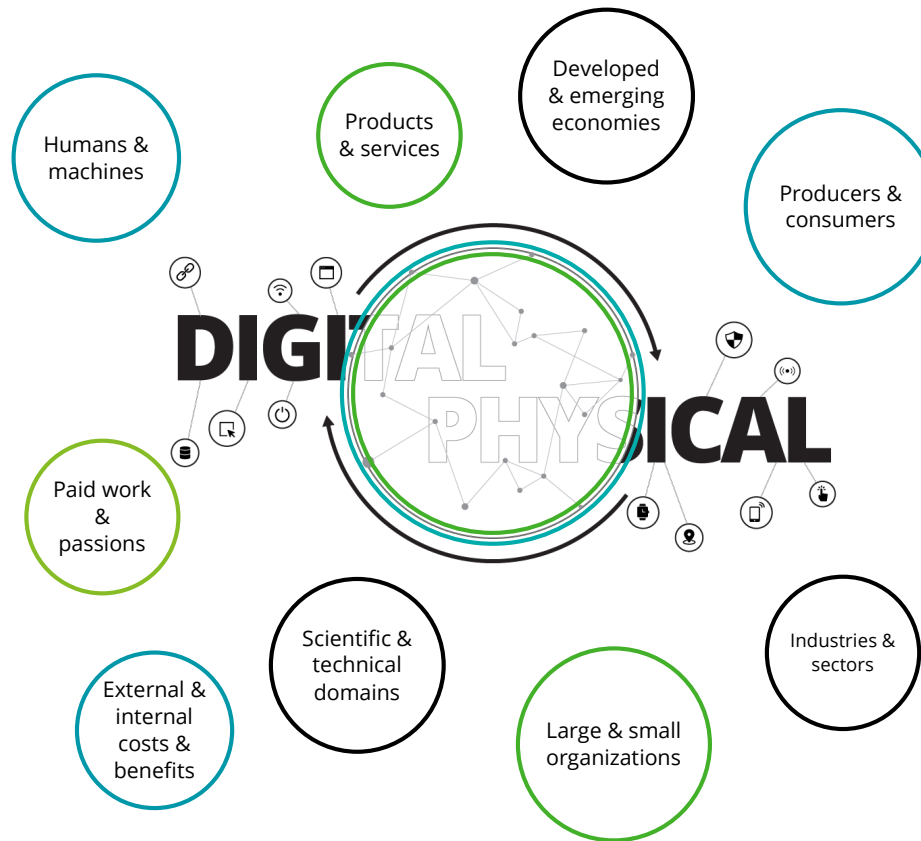 Developed
& emerging
economies
Products
& services
Humans &
machines
Producers &
consumers
DIGITAL
PHYSICAL
Paid work
&
passions
Scientific &
technical
domains
Industries &
sectors
External &
internal
costs &
benefits
Large & small
organizations